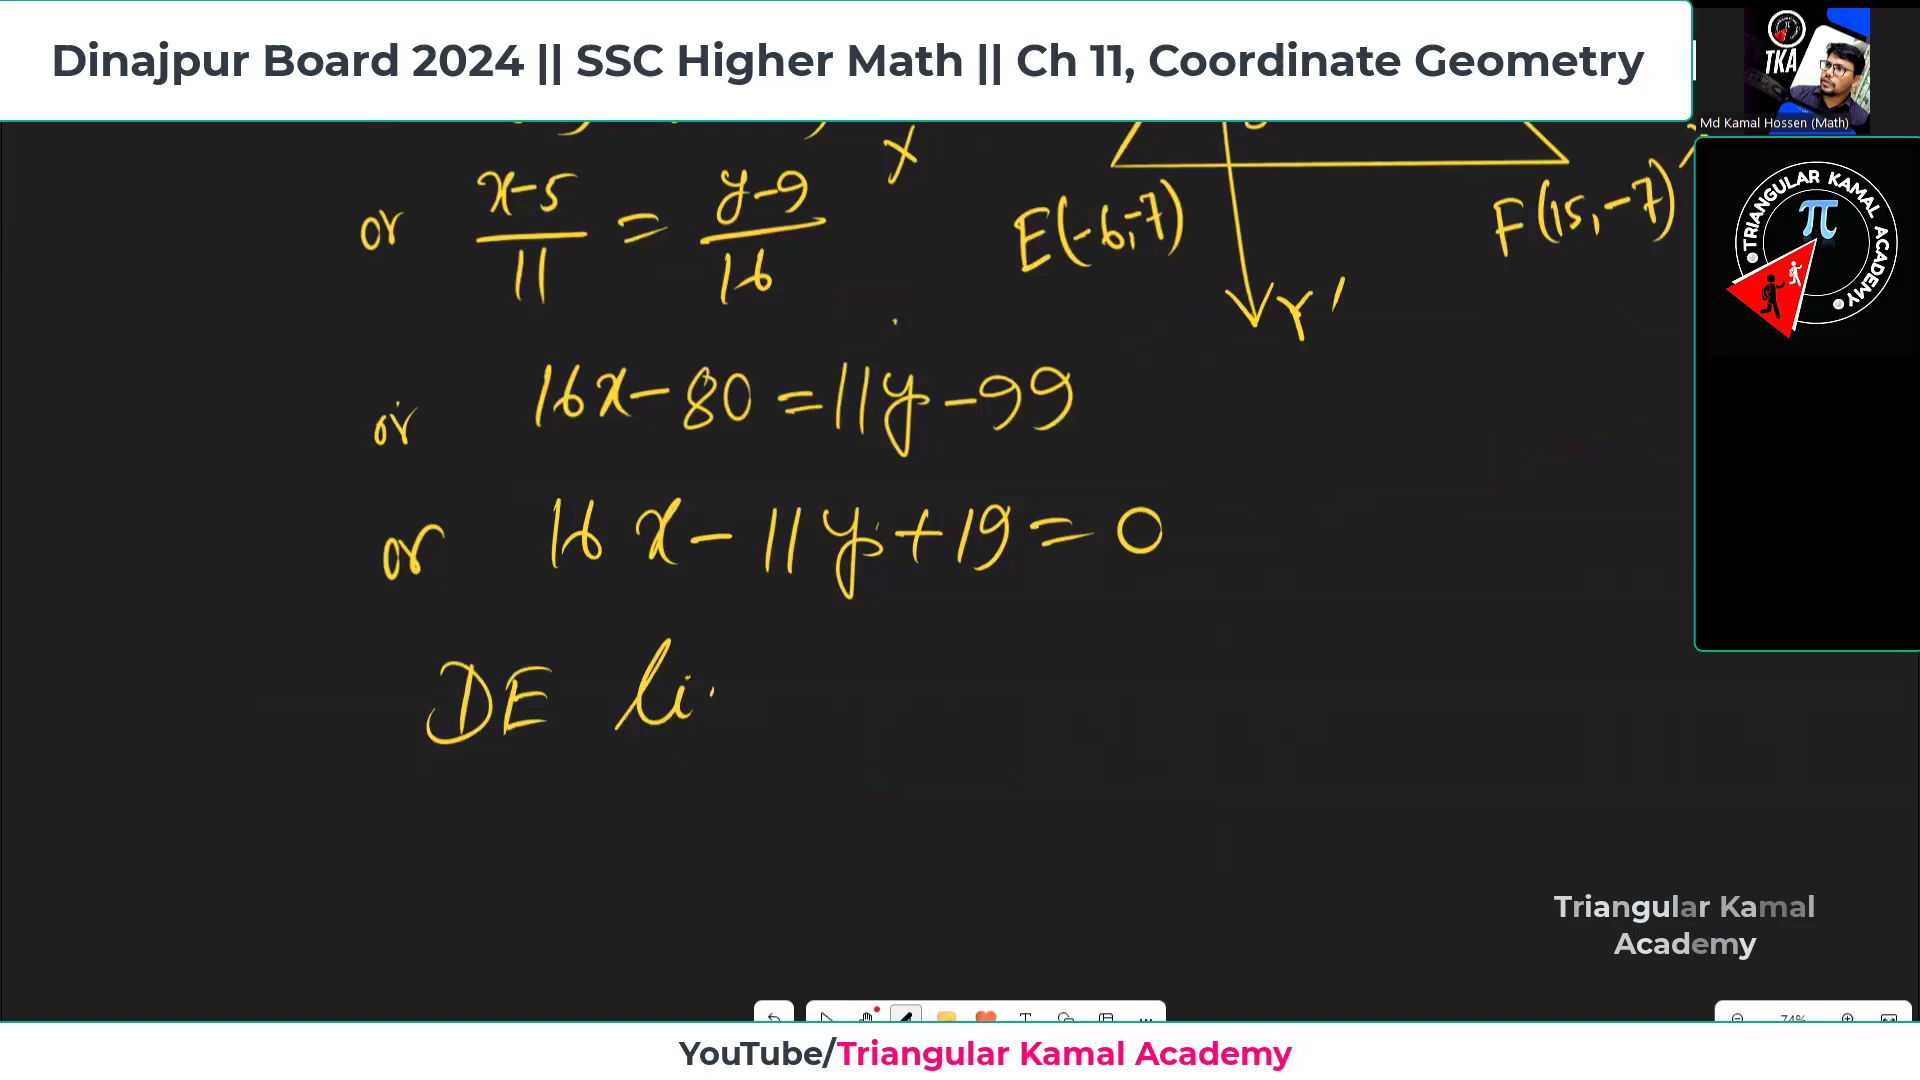 Dinajpur Board 2024 || SSC Higher Math || Ch 11, Coordinate Geometry
TKA
Md Kamal Hossen (Math)
TRIANGULAR KAMAL ACADEMY
π
or x-5/11 = y-9/16
E(-6,-7)
F(15,-7)
Y'
or 16x-80=11y-99
or 16x-11y+19=0
DE li
Triangular Kamal
Academy
74%
YouTube/Triangular Kamal Academy